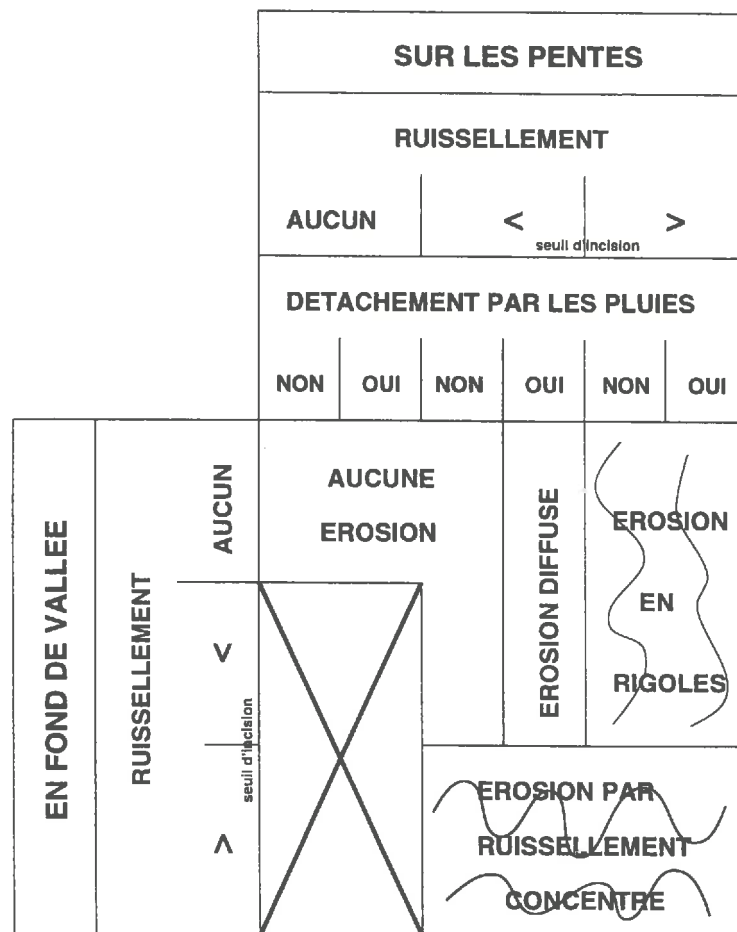 SUR LES PENTES
RUISSELLEMENT
AUCUN < >
seuil d'incision
DETACHEMENT PAR LES PLUIES
NON OUI NON OUI NON OUI
EN FOND DE VALLEE
RUISSELLEMENT
AUCUN
<
seuil d'incision
>
AUCUNE
EROSION
EROSION DIFFUSE
EROSION
EN
RIGOLES
EROSION PAR
RUISSELLEMENT
CONCENTRE